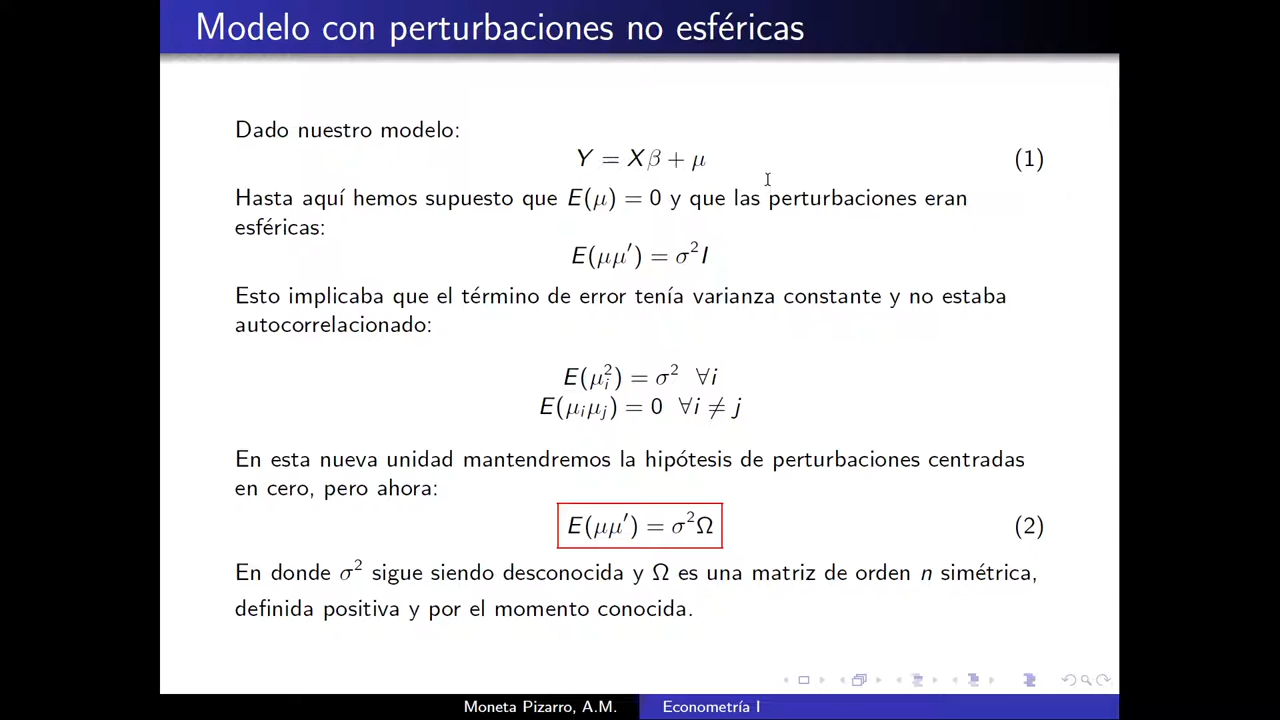 Modelo con perturbaciones no esféricas
Dado nuestro modelo:
Y = Xβ + μ (1)
Hasta aquí hemos supuesto que E(μ) = 0 y que las perturbaciones eran
esféricas:
E(μμ′) = σ²I
Esto implicaba que el término de error tenía varianza constante y no estaba
autocorrelacionado:
E(μᵢ²) = σ² ∀i
E(μᵢμⱼ) = 0 ∀i ≠ j
En esta nueva unidad mantendremos la hipótesis de perturbaciones centradas
en cero, pero ahora:
E(μμ′) = σ²Ω (2)
En donde σ² sigue siendo desconocida y Ω es una matriz de orden n simétrica,
definida positiva y por el momento conocida.
Moneta Pizarro, A.M. Econometría I